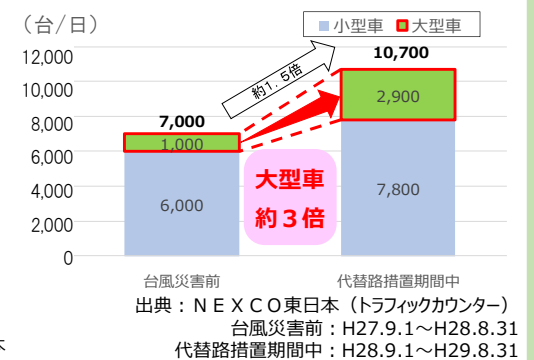 （台/日）
小型車 大型車
12,000
10,000
8,000
6,000
4,000
2,000
0
約1．5倍
7,000
1,000
6,000
10,700
2,900
7,800
大型車
約３倍
台風災害前
代替路措置期間中
出典：ＮＥＸＣＯ東日本（トラフィックカウンター）
台風災害前：H27.9.1～H28.8.31
代替路措置期間中：H28.9.1～H29.8.31